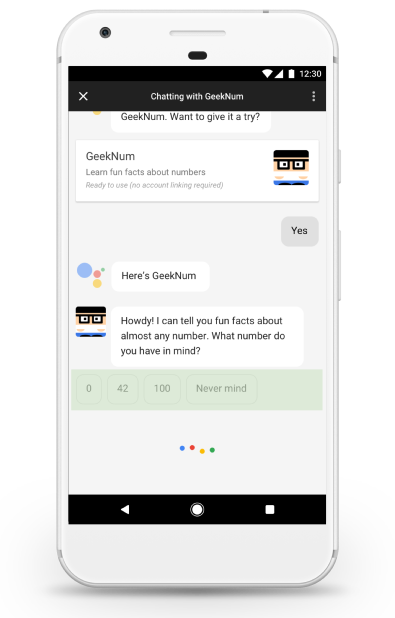 12:30
Chatting with GeekNum
GeekNum. Want to give it a try?
GeekNum
Learn fun facts about numbers
Ready to use (no account linking required)
Yes
Here's GeekNum
Howdy! I can tell you fun facts about
almost any number. What number do
you have in mind?
0 42 100 Never mind